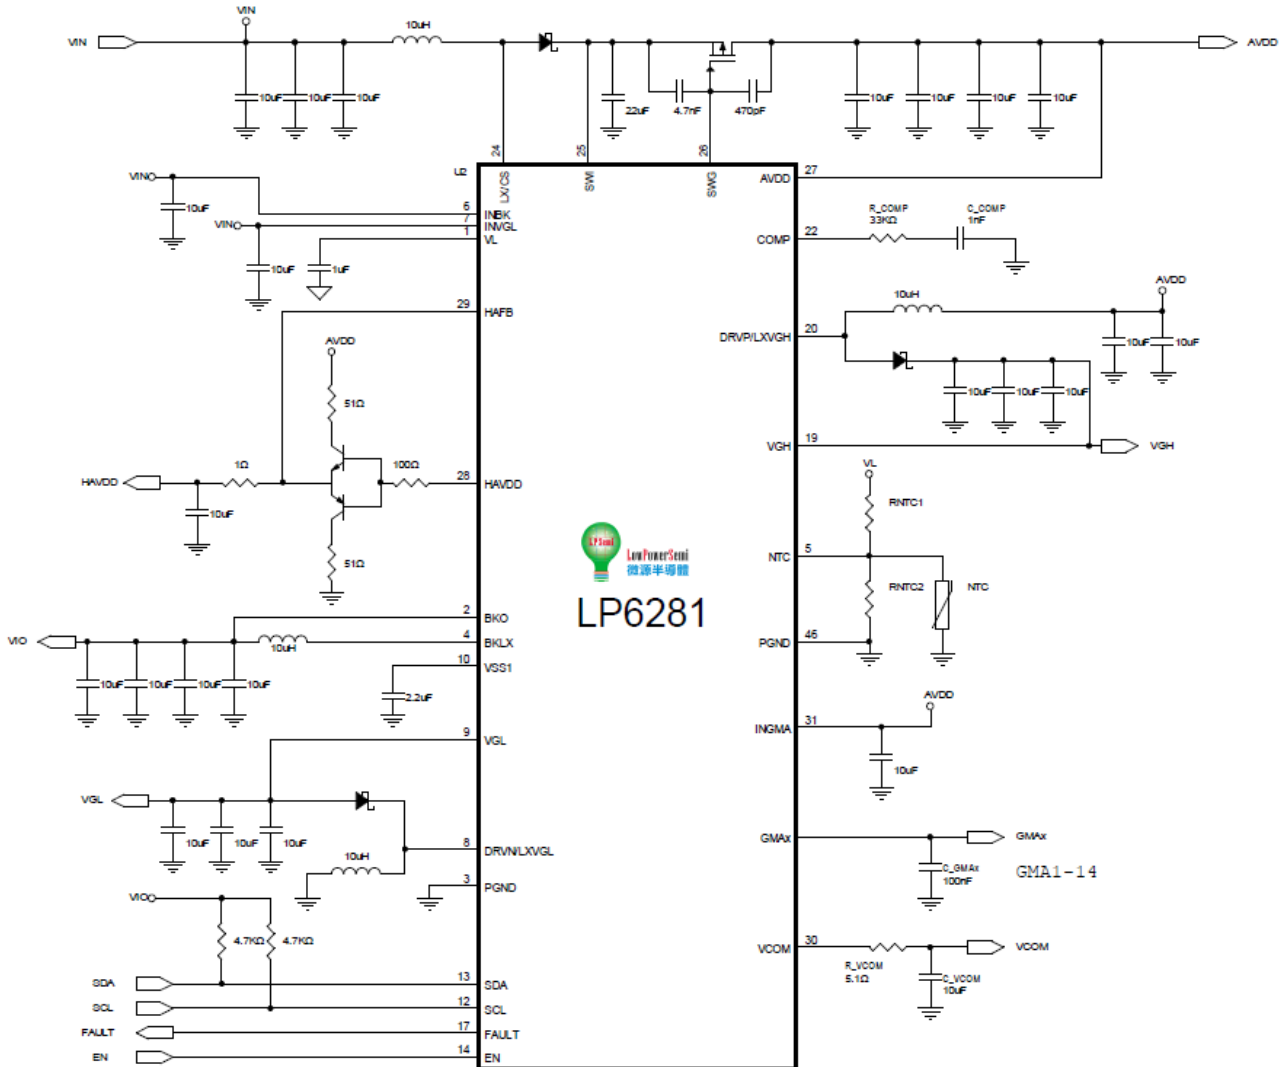 VIN
VIN
10uH
AVDD
10uF
10uF
10uF
22uF
4.7nF
470pF
10uF
10uF
10uF
10uF
24
25
26
U2
LX/CS
SWI
SWG
AVDD
27
VIN
10uF
6
INBK
VIN
7
INVGL
1
VL
10uF
1uF
R_COMP
33KΩ
C_COMP
1nF
COMP
22
29
HAFB
AVDD
51Ω
10uH
AVDD
DRVP/LXVGH
20
10uF
10uF
10uF
10uF
10uF
VGH
19
VGH
HAVDD
1Ω
100Ω
28
HAVDD
10uF
51Ω
VL
RNTC1
NTC
5
RNTC2
NTC
PGND
46
LPSemi
LowPowerSemi
微源半導體
LP6281
2
BKO
VIO
10uH
4
BKLX
10uF
10uF
10uF
10uF
10
VSS1
2.2uF
AVDD
INGMA
31
10uF
9
VGL
VGL
10uF
10uF
10uF
10uH
8
DRVN/LXVGL
3
PGND
GMAx
GMAx
C_GMAx
100nF
GMA1-14
VIO
4.7KΩ
4.7KΩ
VCOM
30
R_VCOM
5.1Ω
VCOM
C_VCOM
10uF
SDA
13
SDA
SCL
12
SCL
FAULT
17
FAULT
EN
14
EN